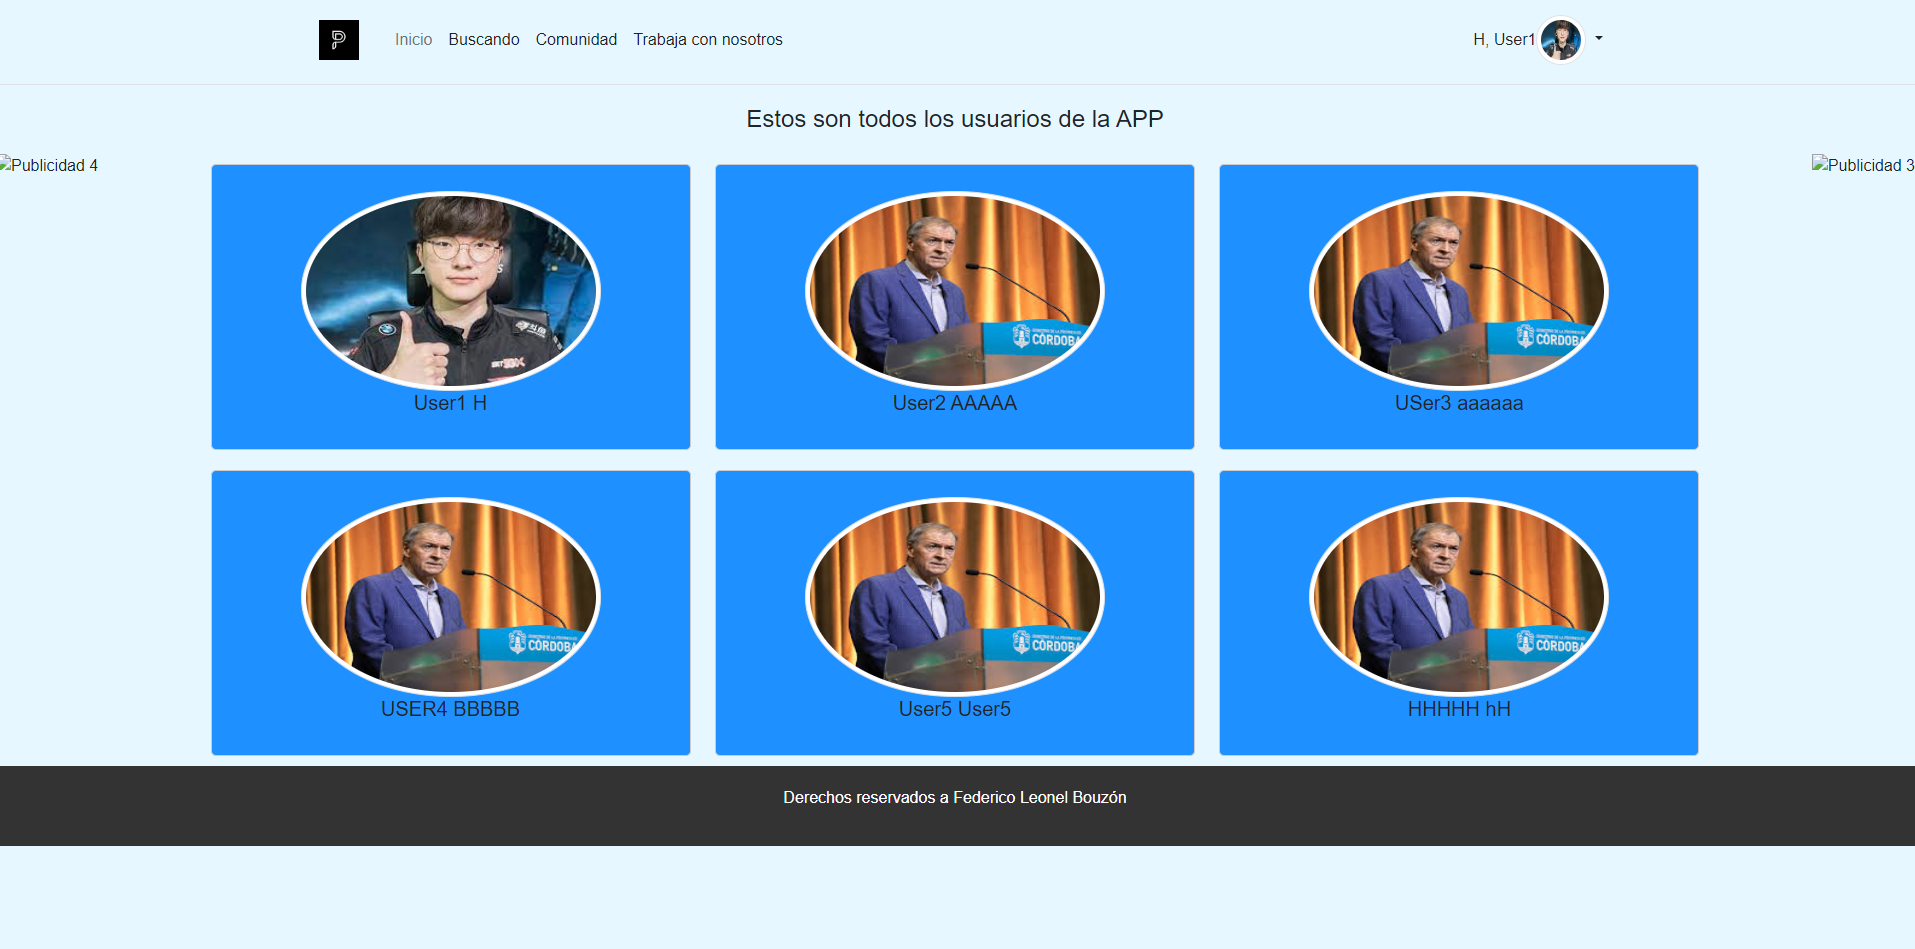 P
Inicio Buscando Comunidad Trabaja con nosotros H, User1
Estos son todos los usuarios de la APP
Publicidad 4
Publicidad 3
User1 H
CÓRDOBA
User2 AAAAA
CÓRDOBA
USer3 aaaaaa
CÓRDOBA
USER4 BBBBB
CÓRDOBA
User5 User5
CÓRDOBA
HHHHH hH
Derechos reservados a Federico Leonel Bouzón